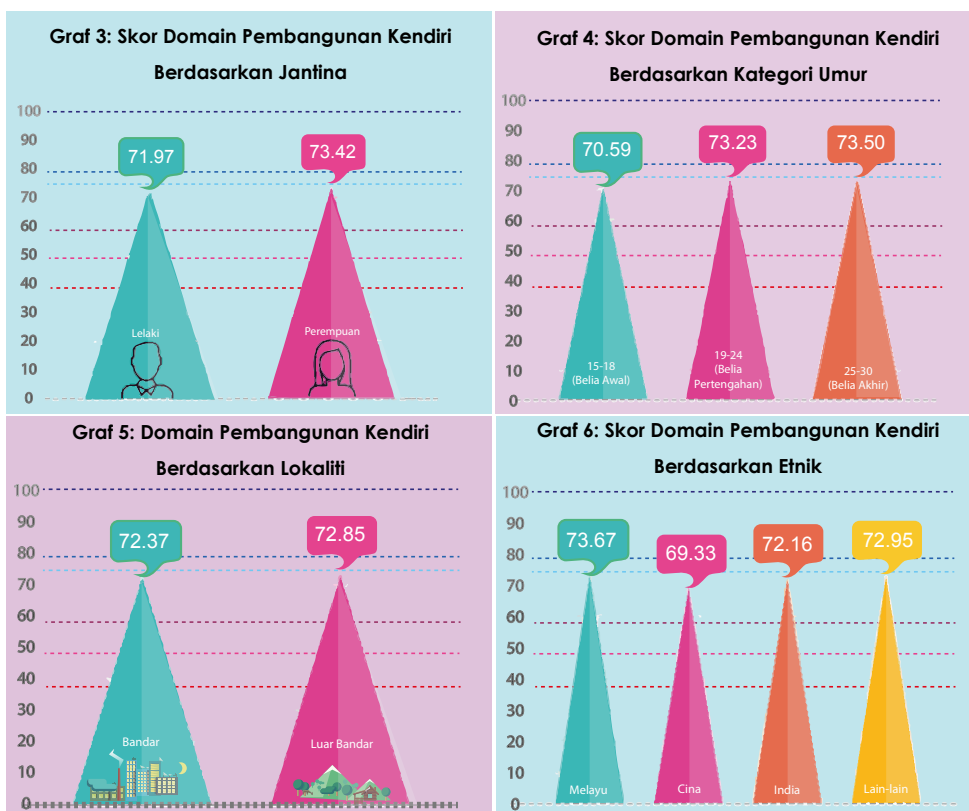 Graf 3: Skor Domain Pembangunan Kendiri
Berdasarkan Jantina
100
90
80
70
60
50
40
30
20
10
0
71.97
73.42
Lelaki
Perempuan
Graf 4: Skor Domain Pembangunan Kendiri
Berdasarkan Kategori Umur
100
90
80
70
60
50
40
30
20
10
0
70.59
73.23
73.50
15-18
(Belia Awal)
19-24
(Belia
Pertengahan)
25-30
(Belia Akhir)
Graf 5: Domain Pembangunan Kendiri
Berdasarkan Lokaliti
100
90
80
70
60
50
40
30
20
10
0
72.37
72.85
Bandar
Luar Bandar
Graf 6: Skor Domain Pembangunan Kendiri
Berdasarkan Etnik
100
90
80
70
60
50
40
30
20
10
0
73.67
69.33
72.16
72.95
Melayu
Cina
India
Lain-lain